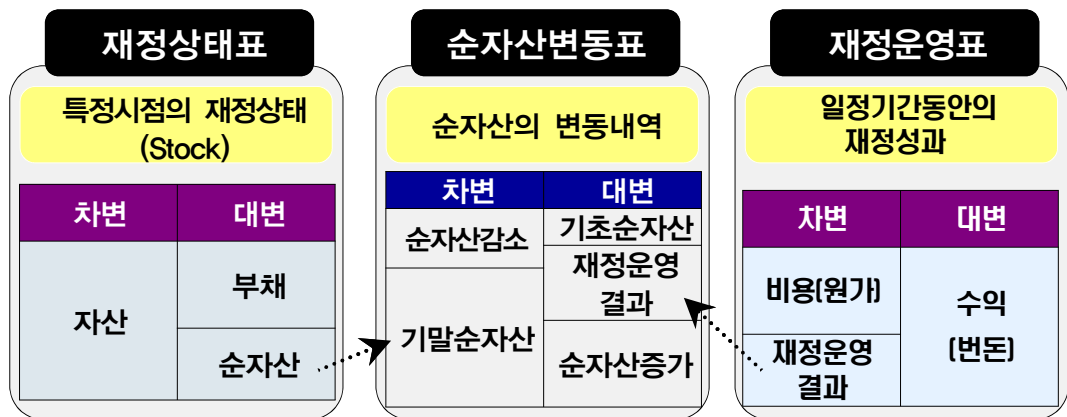 재정상태표
특정시점의 재정상태
(Stock)
차변 대변
자산
부채
순자산
순자산변동표
순자산의 변동내역
차변 대변
순자산감소
기말순자산
기초순자산
재정운영
결과
순자산증가
재정운영표
일정기간동안의
재정성과
차변 대변
비용(원가)
재정운영
결과
수익
(번돈)